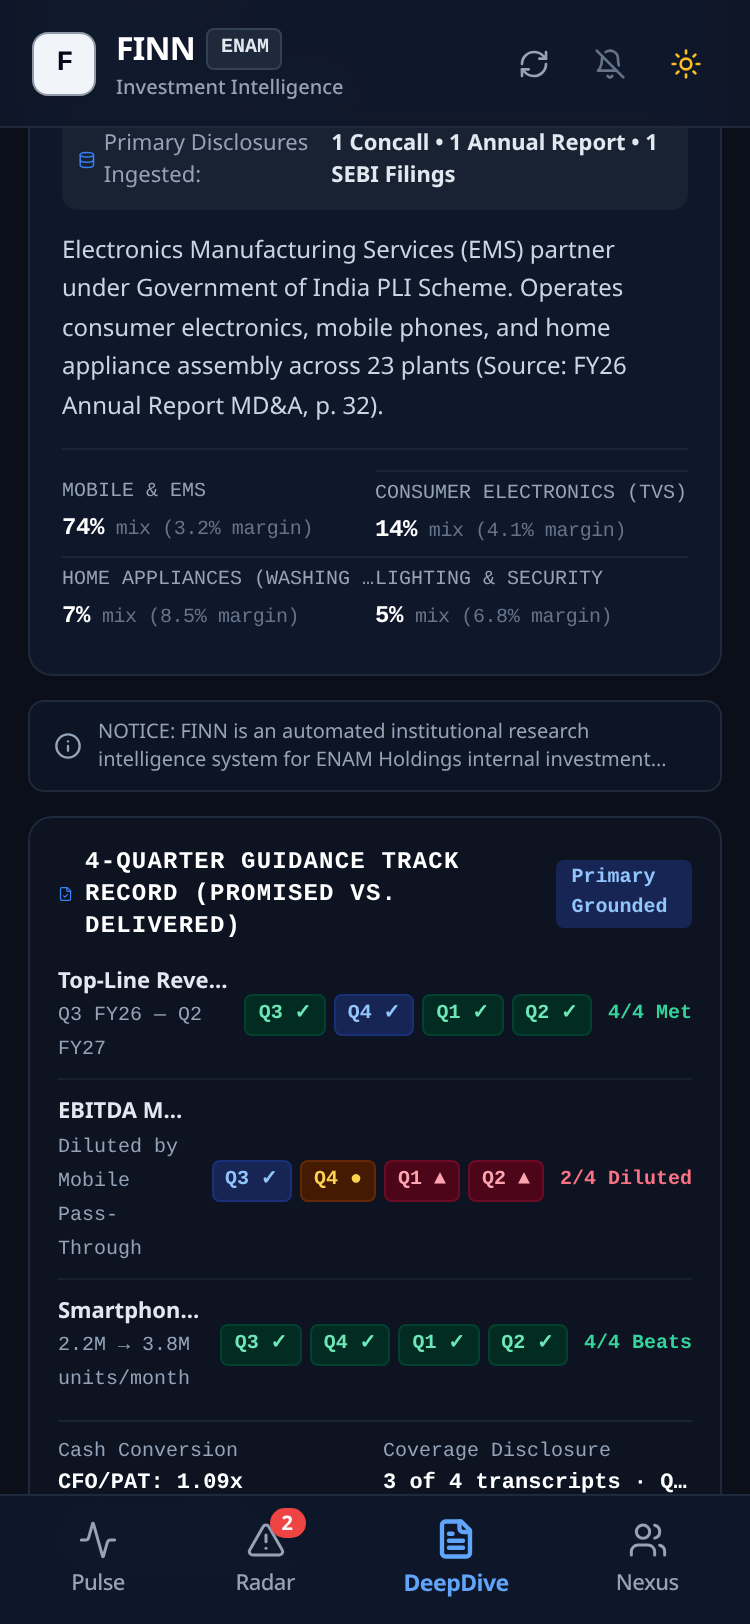 F
FINN ENAM
Investment Intelligence
Primary Disclosures Ingested:
1 Concall • 1 Annual Report • 1 SEBI Filings
Electronics Manufacturing Services (EMS) partner
under Government of India PLI Scheme. Operates
consumer electronics, mobile phones, and home
appliance assembly across 23 plants (Source: FY26
Annual Report MD&A, p. 32).
MOBILE & EMS
74% mix (3.2% margin)
CONSUMER ELECTRONICS (TVS)
14% mix (4.1% margin)
HOME APPLIANCES (WASHING …
7% mix (8.5% margin)
LIGHTING & SECURITY
5% mix (6.8% margin)
NOTICE: FINN is an automated institutional research
intelligence system for ENAM Holdings internal investment...
4-QUARTER GUIDANCE TRACK
RECORD (PROMISED VS.
DELIVERED)
Primary
Grounded
Top-Line Reve...
Q3 FY26 — Q2
FY27
Q3 ✓ Q4 ✓ Q1 ✓ Q2 ✓ 4/4 Met
EBITDA M...
Diluted by
Mobile
Pass-
Through
Q3 ✓ Q4 ● Q1 ▲ Q2 ▲ 2/4 Diluted
Smartphon...
2.2M → 3.8M
units/month
Q3 ✓ Q4 ✓ Q1 ✓ Q2 ✓ 4/4 Beats
Cash Conversion
CFO/PAT: 1.09x
Coverage Disclosure
3 of 4 transcripts · Q…
Pulse
2
Radar
DeepDive
Nexus